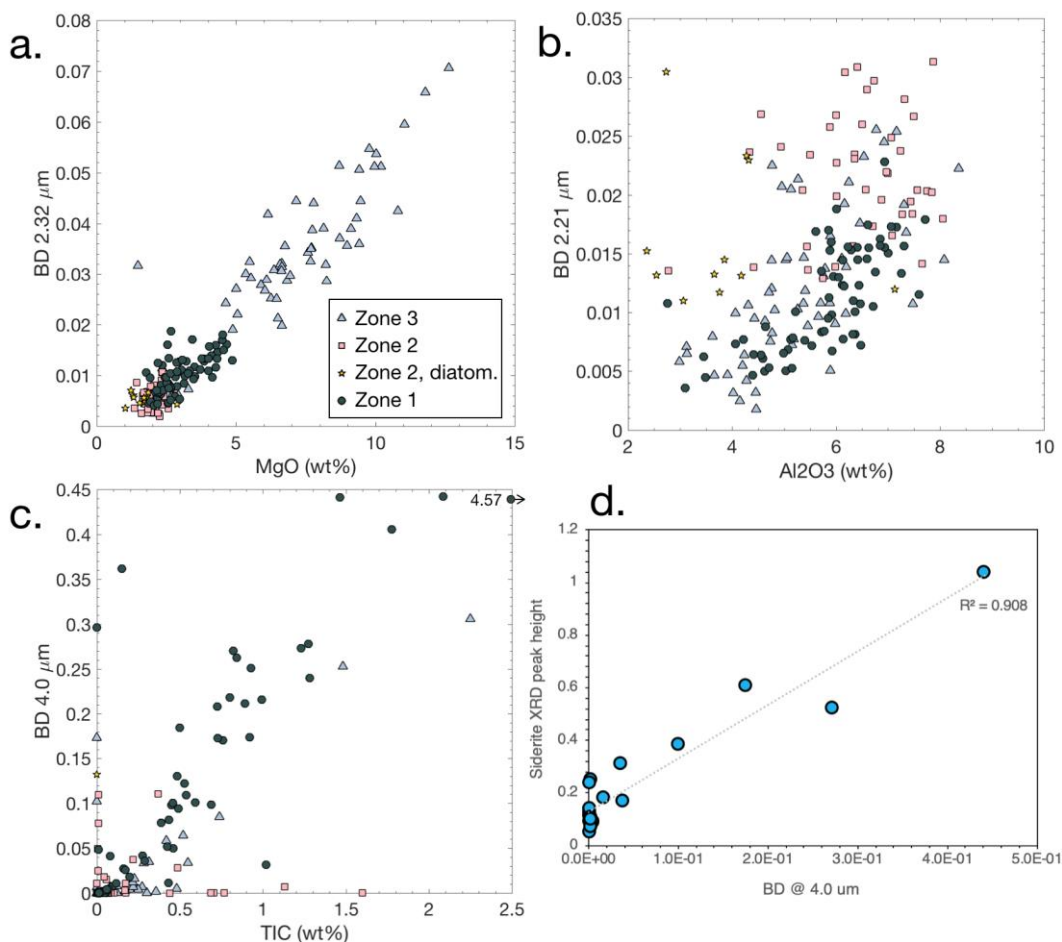 a.
BD 2.32 μm
0.08
0.07
0.06
0.05
0.04
0.03
0.02
0.01
0
0 5 10 15
MgO (wt%)
Zone 3
Zone 2
Zone 2, diatom.
Zone 1
b.
BD 2.21 μm
0.035
0.03
0.025
0.02
0.015
0.01
0.005
0
2 4 6 8 10
Al2O3 (wt%)
c.
BD 4.0 μm
0.45
0.4
0.35
0.3
0.25
0.2
0.15
0.1
0.05
0
4.57
0 0.5 1 1.5 2 2.5
TIC (wt%)
d.
Siderite XRD peak height
1.2
1
0.8
0.6
0.4
0.2
0
R² = 0.908
0.0E+00 1.0E-01 2.0E-01 3.0E-01 4.0E-01 5.0E-01
BD @ 4.0 um